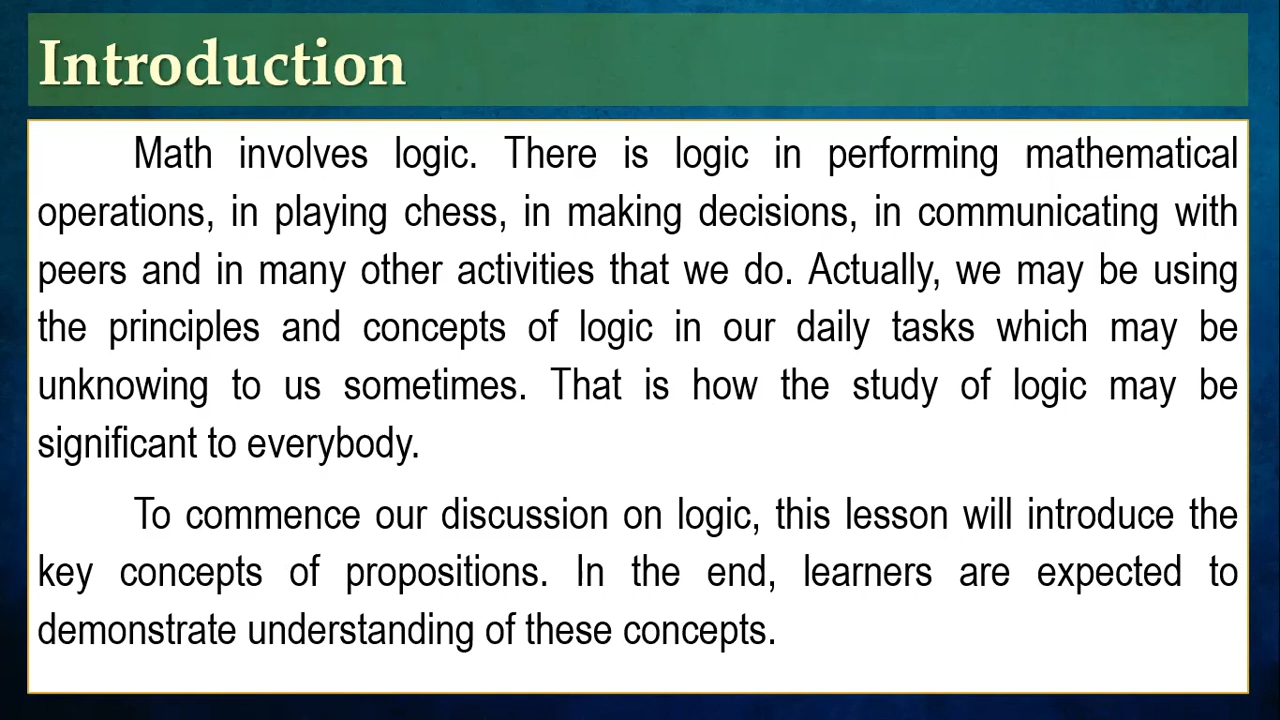 Introduction
Math involves logic. There is logic in performing mathematical
operations, in playing chess, in making decisions, in communicating with
peers and in many other activities that we do. Actually, we may be using
the principles and concepts of logic in our daily tasks which may be
unknowing to us sometimes. That is how the study of logic may be
significant to everybody.
To commence our discussion on logic, this lesson will introduce the
key concepts of propositions. In the end, learners are expected to
demonstrate understanding of these concepts.